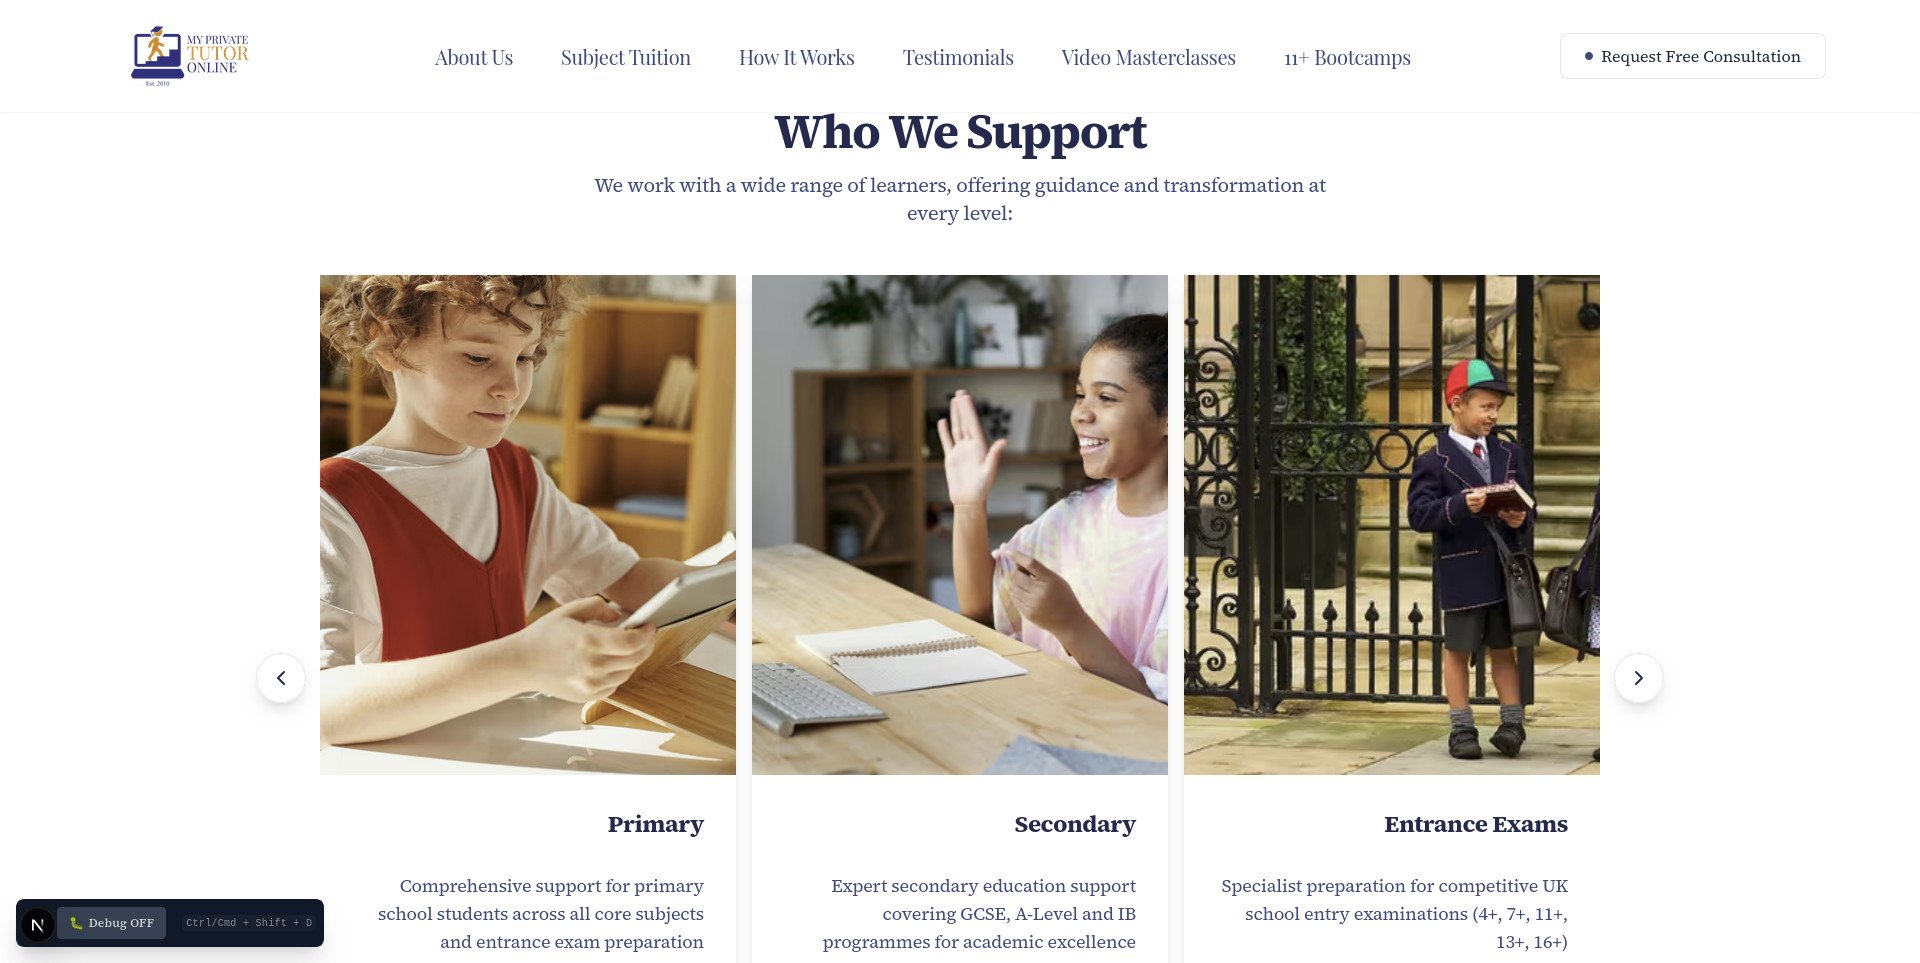 MY PRIVATE
TUTOR
ONLINE
Est. 2010
About Us
Subject Tuition
How It Works
Testimonials
Video Masterclasses
11+ Bootcamps
Request Free Consultation
Who We Support
We work with a wide range of learners, offering guidance and transformation at
every level:
Primary
Comprehensive support for primary
school students across all core subjects
and entrance exam preparation
Secondary
Expert secondary education support
covering GCSE, A-Level and IB
programmes for academic excellence
Entrance Exams
Specialist preparation for competitive UK
school entry examinations (4+, 7+, 11+,
13+, 16+)
N
Debug OFF
Ctrl/Cmd + Shift + D